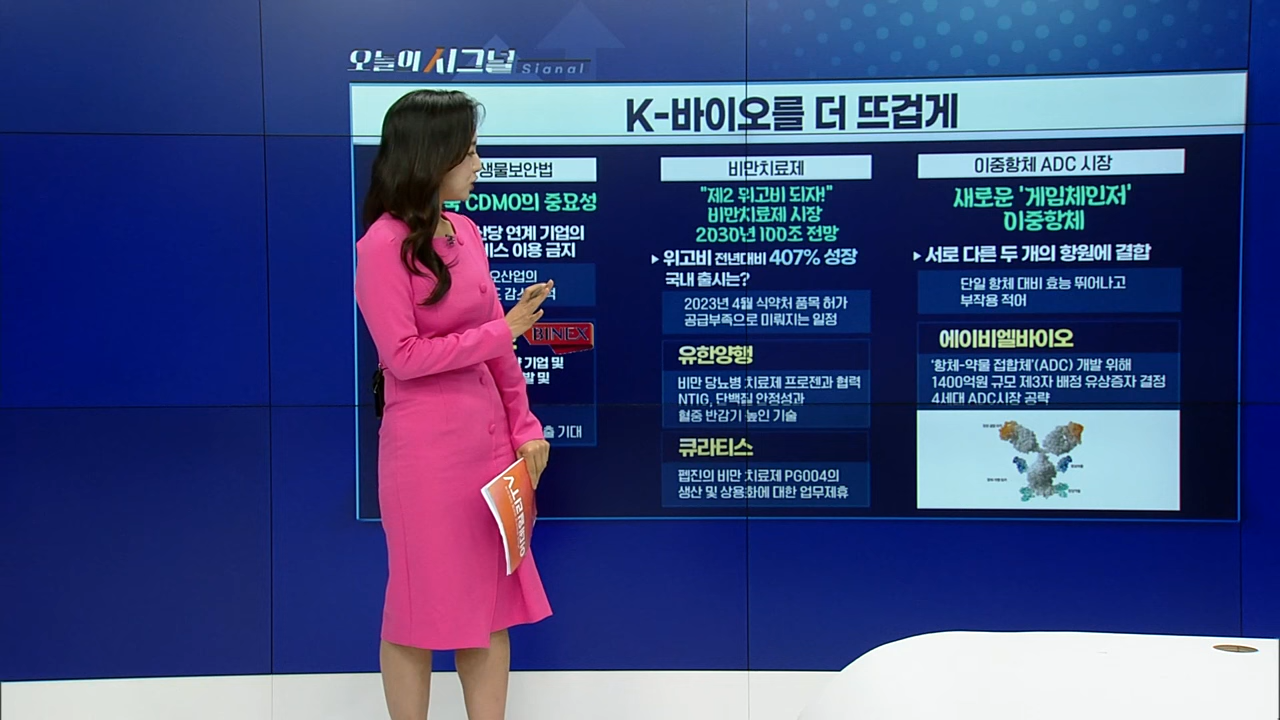 오늘의 시그널
Signal
K-바이오를 더 뜨겁게
생물보안법
CDMO의 중요성
연계 기업의
이용 금지
BINEX
기업 및
및
기대
비만치료제
"제2 위고비 되자!"
비만치료제 시장
2030년 100조 전망
▶위고비 전년대비 407% 성장
국내 출시는?
2023년 4월 식약처 품목 허가
공급부족으로 미뤄지는 일정
유한양행
비만 당뇨병 치료제 프로젠과 협력
NTIG, 단백질 안정성과
혈중 반감기 높인 기술
큐라티스
펩진의 비만 치료제 PG004의
생산 및 상용화에 대한 업무제휴
이중항체 ADC 시장
새로운 '게임체인저'
이중항체
▶서로 다른 두 개의 항원에 결합
단일 항체 대비 효능 뛰어나고
부작용 적어
에이비엘바이오
'항체-약물 접합체'(ADC) 개발 위해
1400억원 규모 제3자 배정 유상증자 결정
4세대 ADC시장 공략